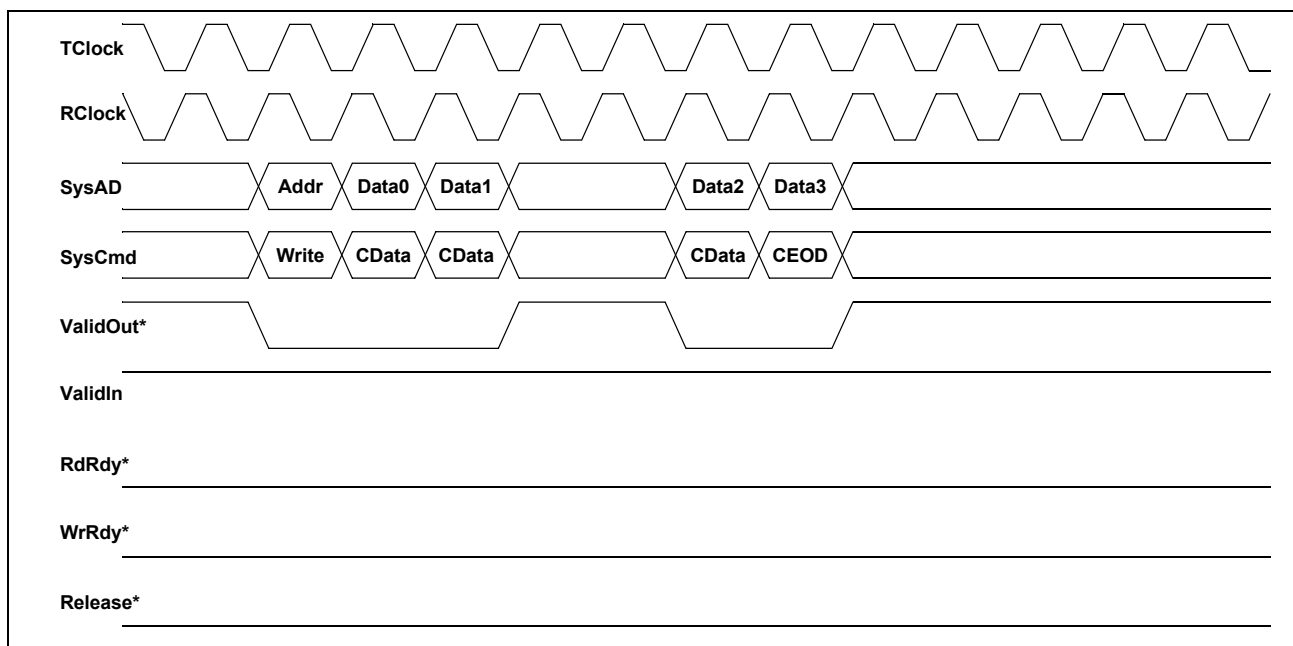 TClock
RClock
SysAD Addr Data0 Data1 Data2 Data3
SysCmd Write CData CData CData CEOD
ValidOut*
ValidIn
RdRdy*
WrRdy*
Release*